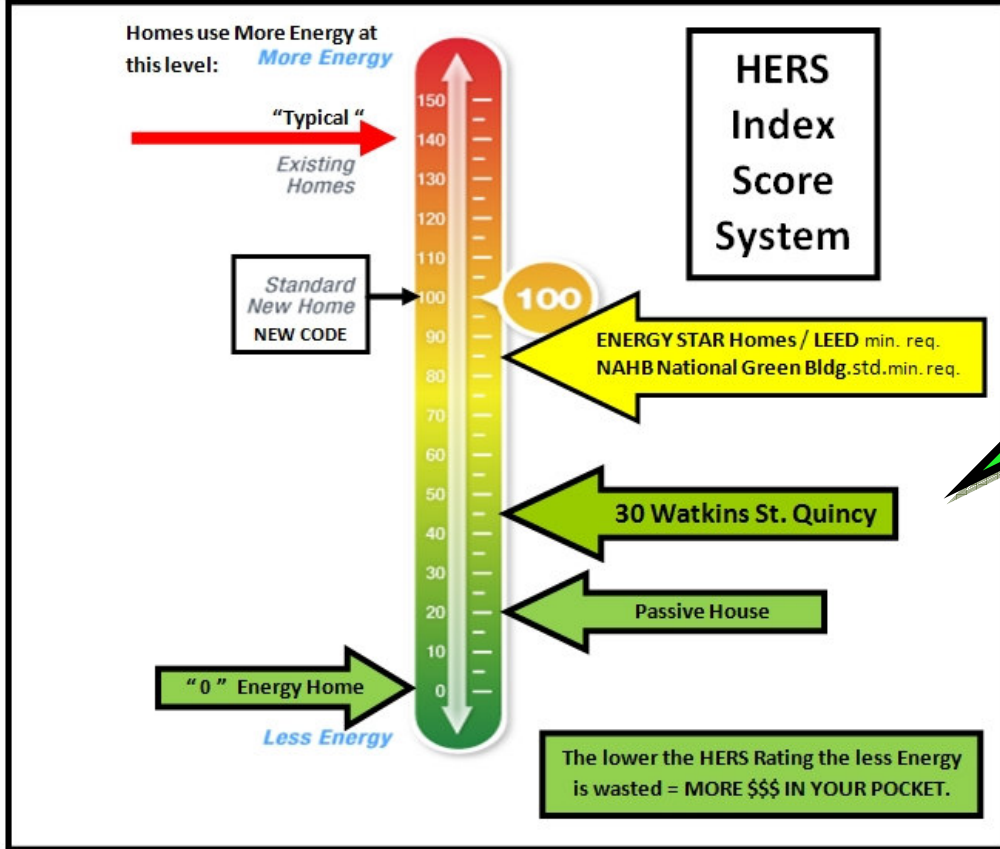 Homes use More Energy at
this level:
More Energy
HERS
Index
Score
System
150
"Typical "
140
Existing
Homes
130
120
110
Standard
New Home
NEW CODE
100
100
90
ENERGY STAR Homes / LEED min. req.
NAHB National Green Bldg.std.min req.
80
70
60
50
30 Watkins St. Quincy
40
30
20
Passive House
10
"0" Energy Home
0
Less Energy
The lower the HERS Rating the less Energy
is wasted = MORE $$$ IN YOUR POCKET.